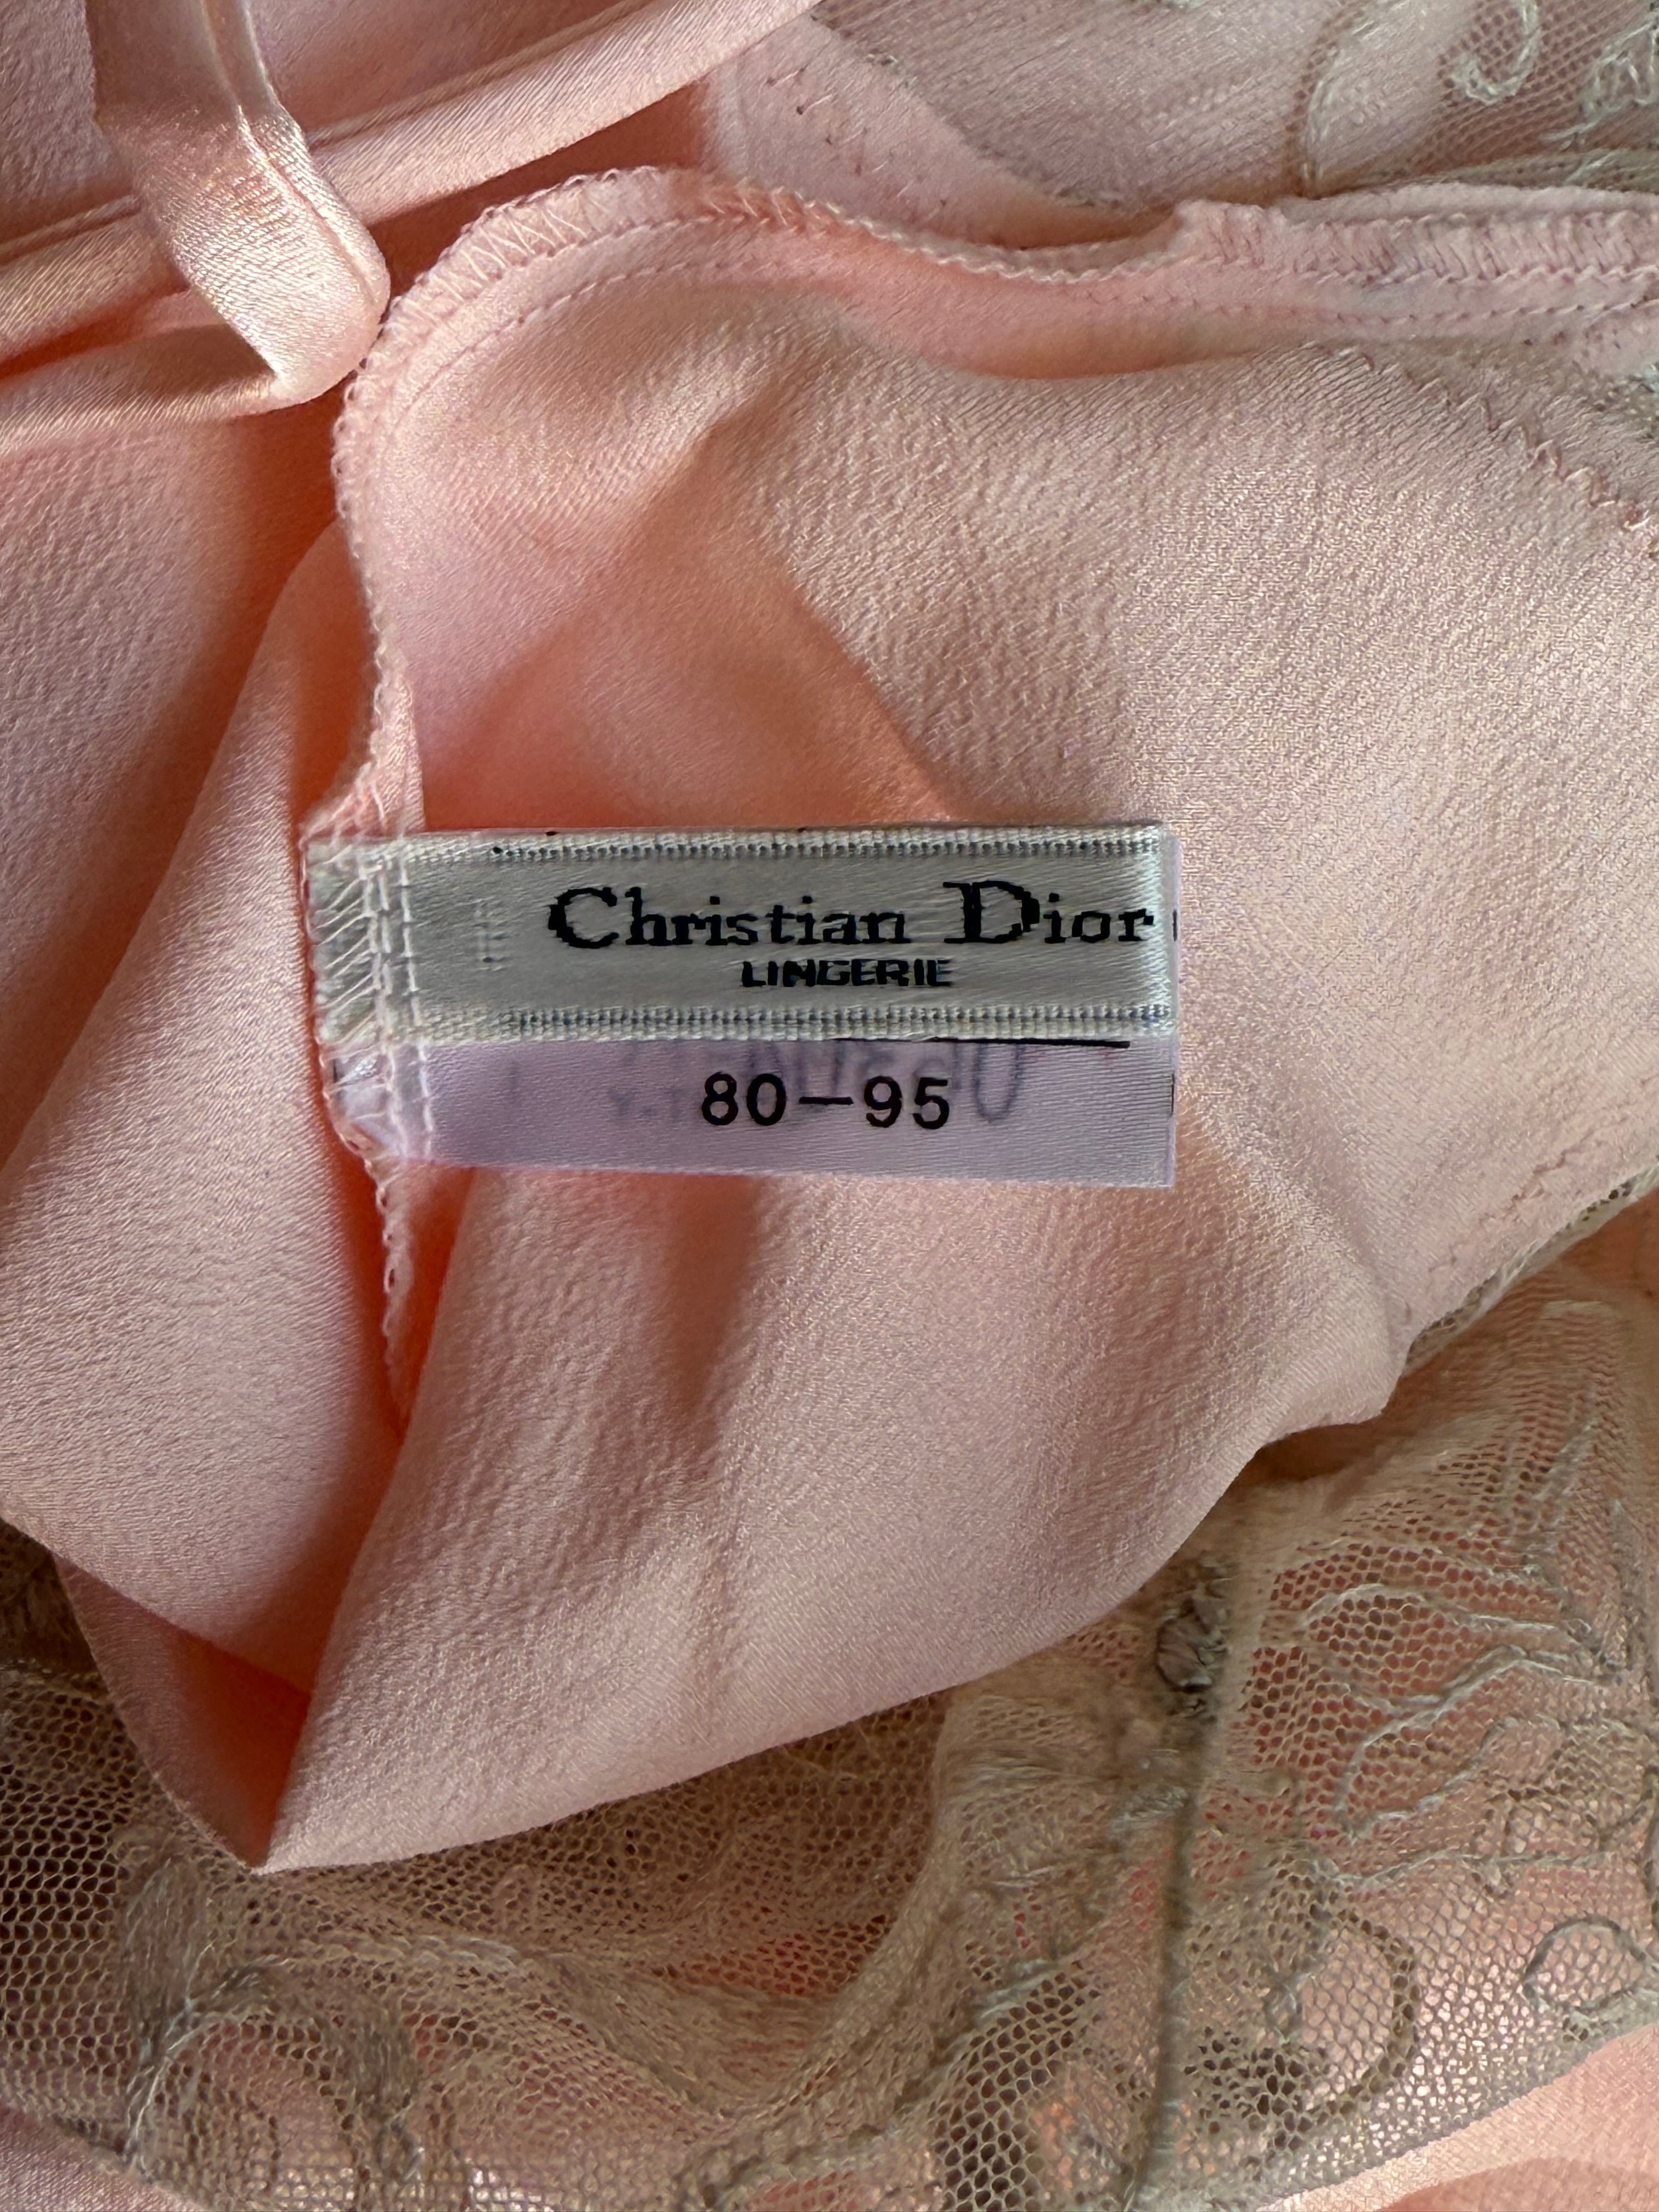 Christian Dior
LINGERIE
80-95